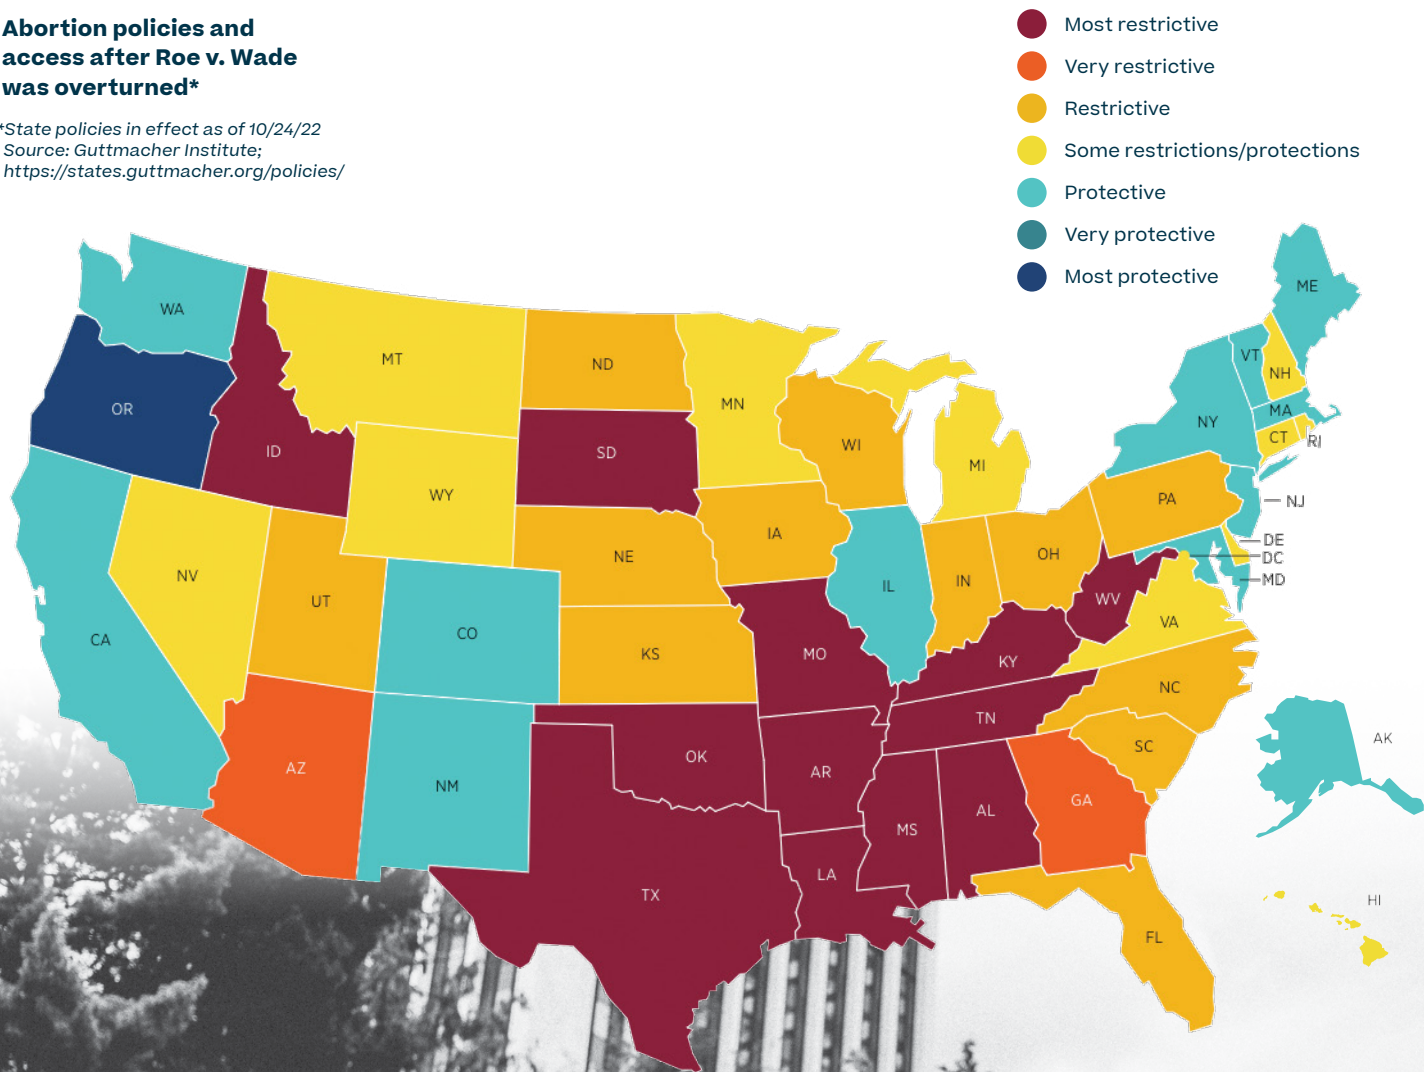 Abortion policies and
access after Roe v. Wade
was overturned*
*State policies in effect as of 10/24/22
Source: Guttmacher Institute;
https://states.guttmacher.org/policies/
Most restrictive
Very restrictive
Restrictive
Some restrictions/protections
Protective
Very protective
Most protective
WA
OR
CA
NV
ID
MT
WY
UT
AZ
CO
NM
ND
SD
NE
KS
OK
TX
MN
IA
MO
AR
LA
WI
IL
MI
IN
OH
KY
TN
MS
AL
GA
FL
SC
NC
VA
WV
PA
NY
VT
NH
ME
MA
CT
RI
NJ
DE
DC
MD
AK
HI